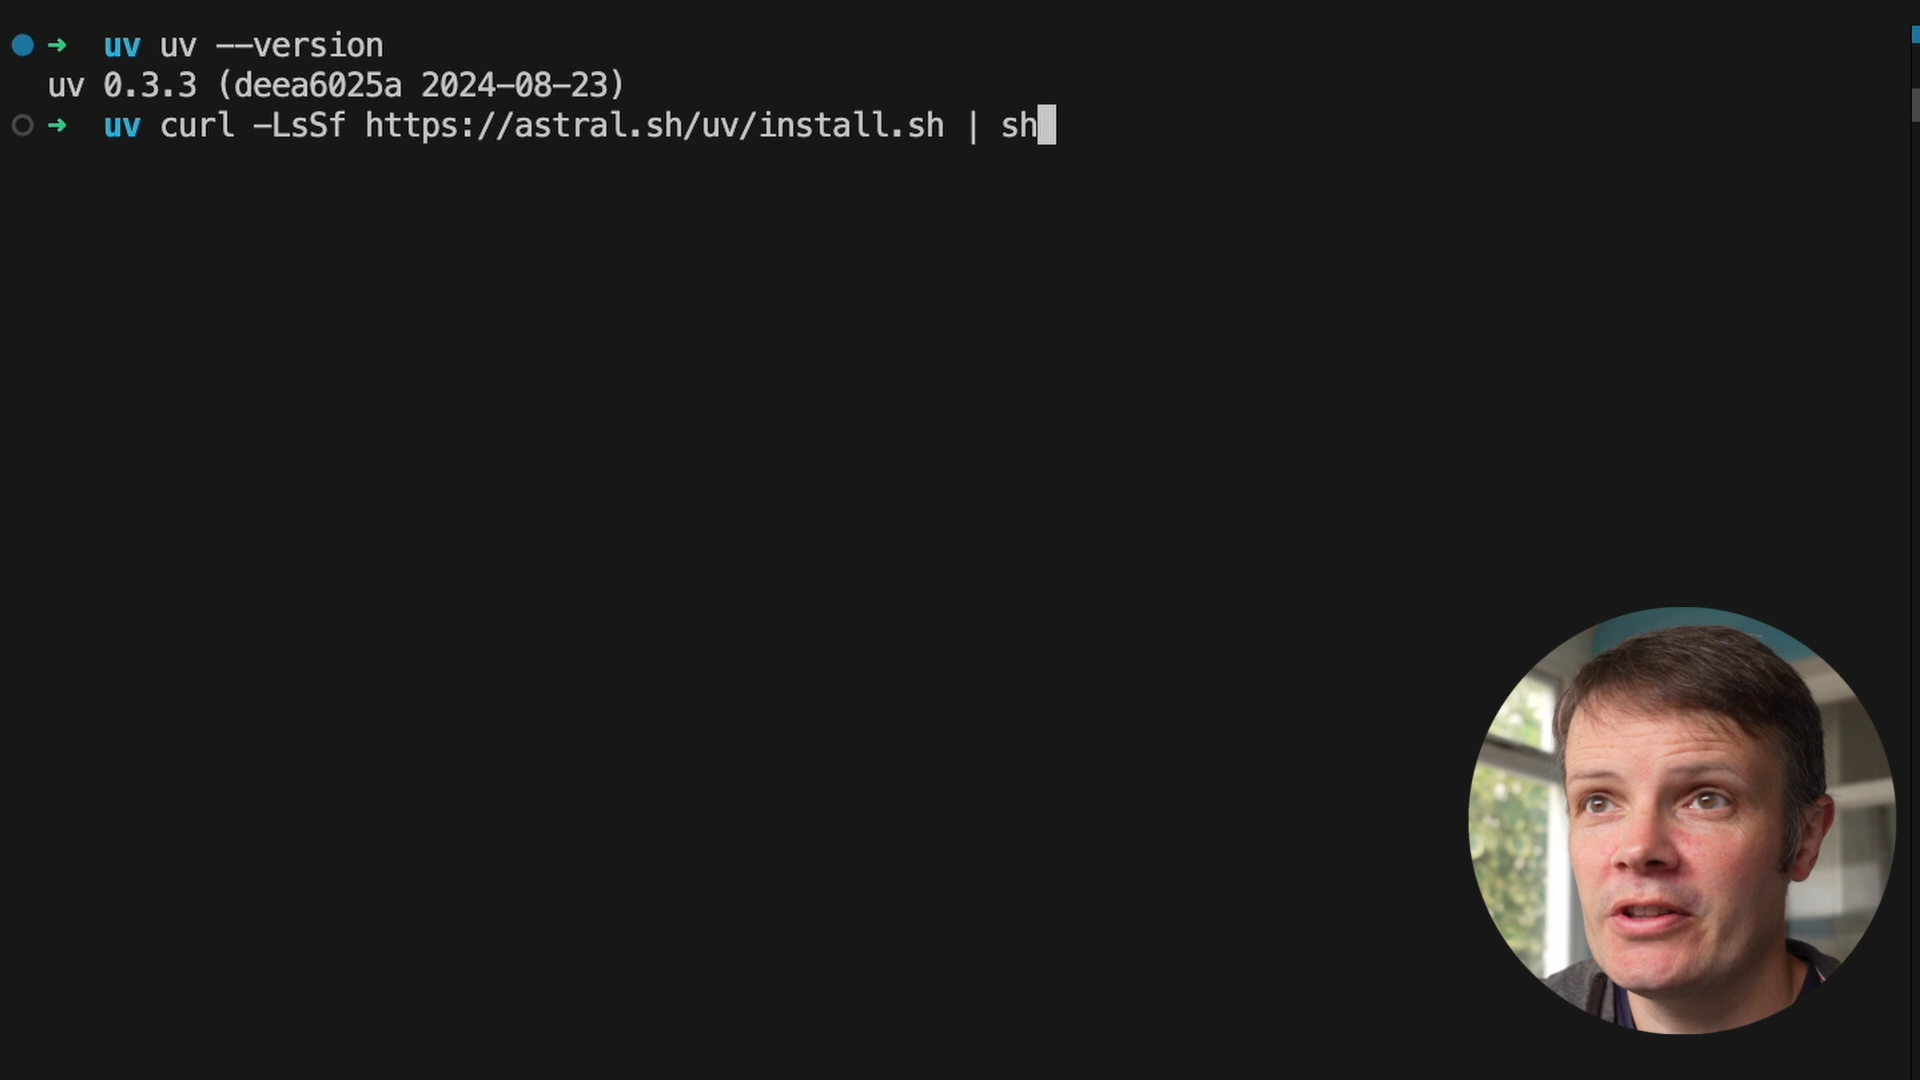 ➜ uv uv --version
uv 0.3.3 (deea6025a 2024-08-23)
➜ uv curl -LsSf https://astral.sh/uv/install.sh | sh